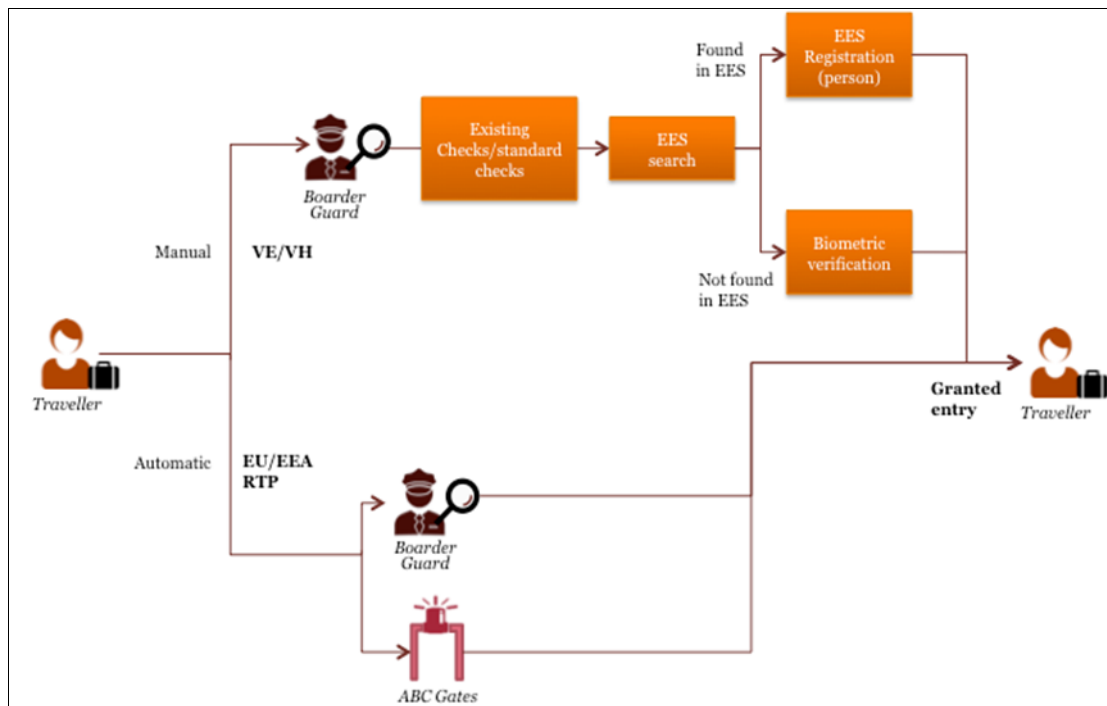 Found
in EES
EES
Registration
(person)
Existing
Checks/standard
checks
EES
search
Boarder
Guard
Manual
VE/VH
Biometric
verification
Not found
in EES
Traveller
Granted
entry
Traveller
Automatic
EU/EEA
RTP
Boarder
Guard
ABC Gates